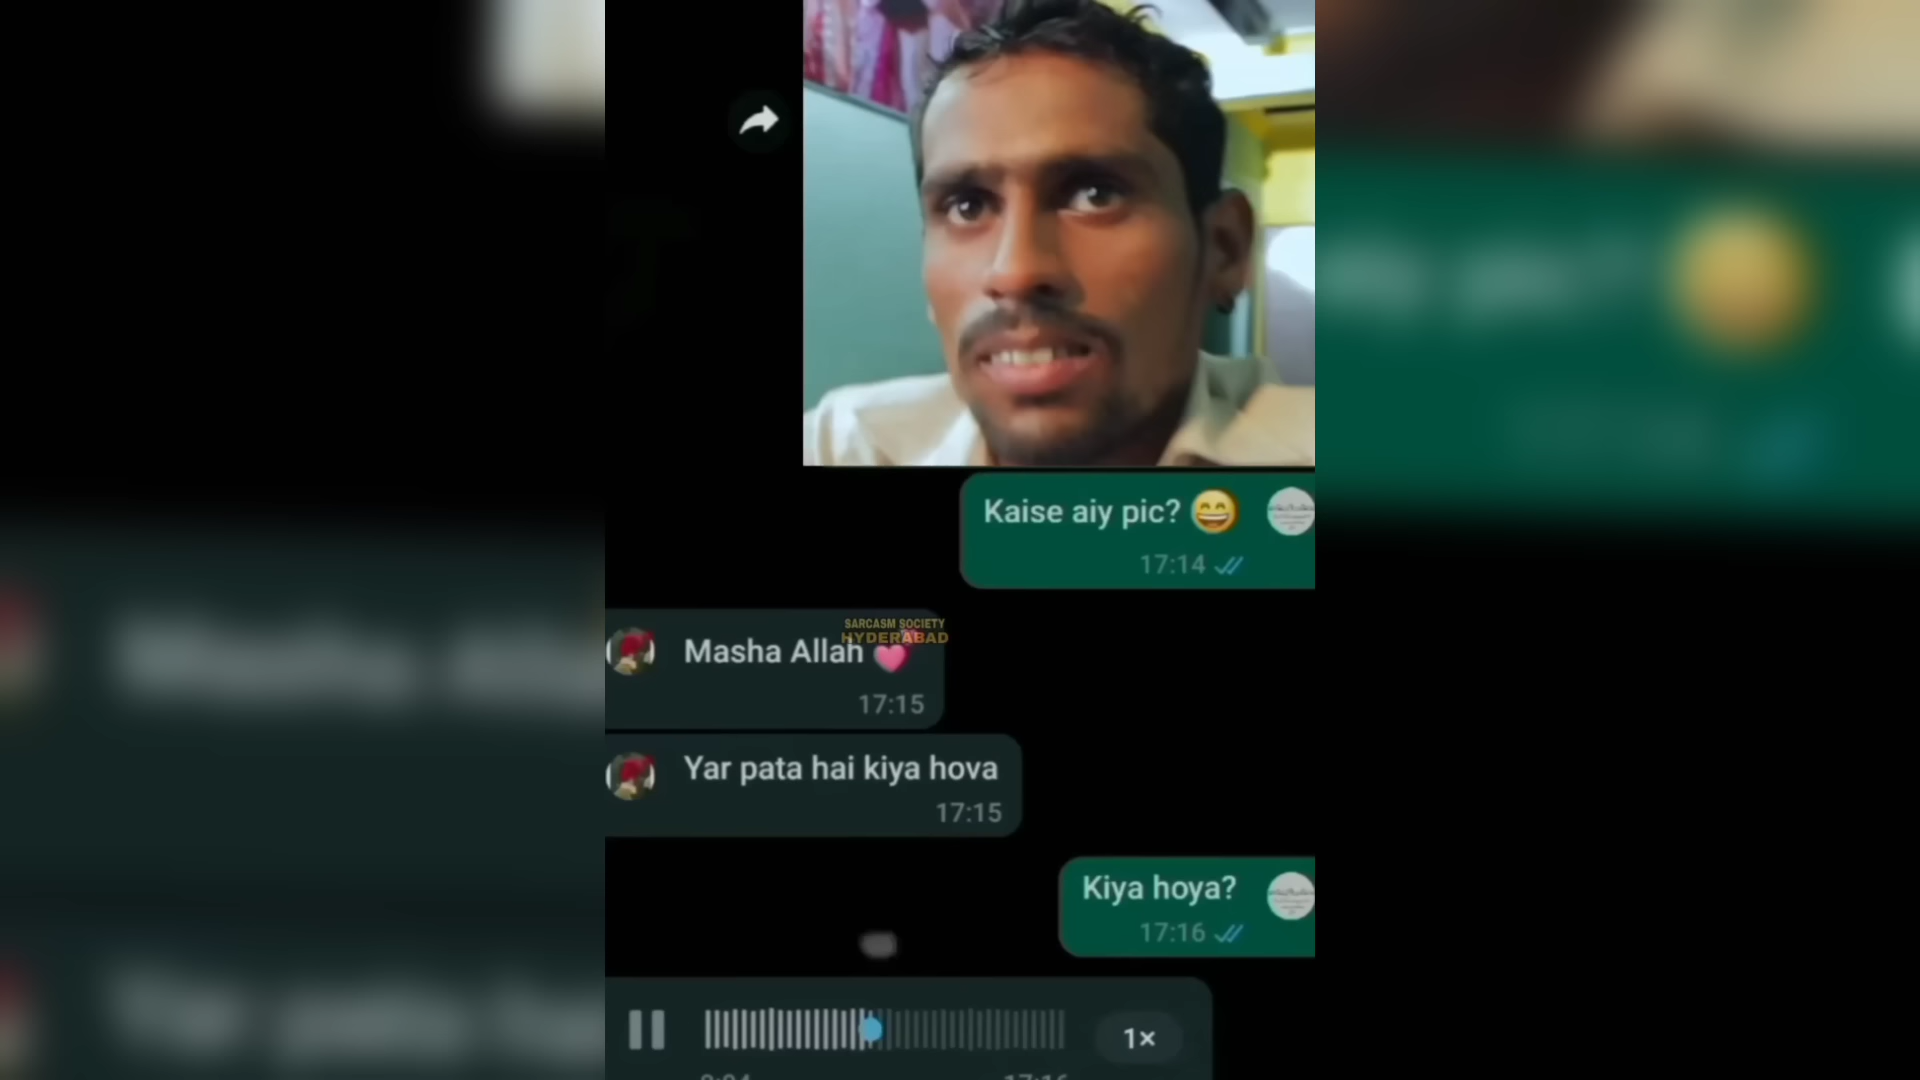 Kaise aiy pic? 😄
17:14
SARCASM SOCIETY
HYDERABAD
Masha Allah 💕
17:15
Yar pata hai kiya hova
17:15
Kiya hoya?
17:16
1×